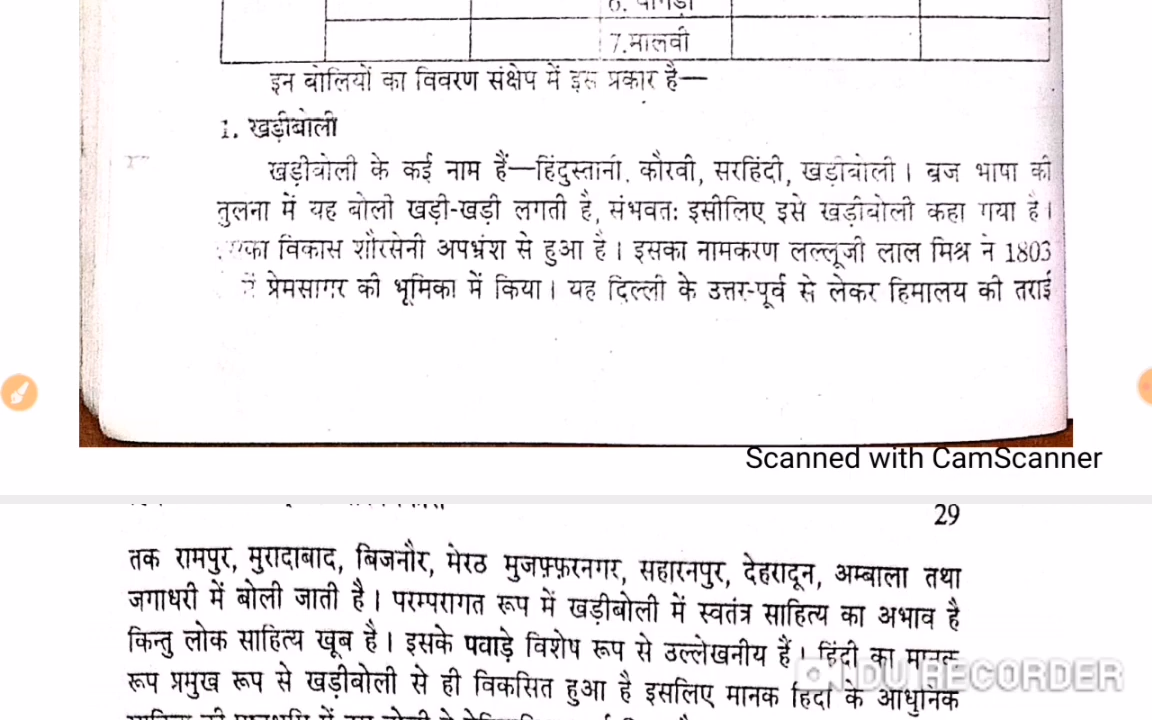 7.मालवी
इन बोलियों का विवरण संक्षेप में इस प्रकार है—
1. खड़ीबोली
खड़ीबोली के कई नाम हैं—हिंदुस्तानी, कौरवी, सरहिंदी, खड़ीबोली। ब्रज भाषा की
तुलना में यह बोली खड़ी-खड़ी लगती है, संभवतः इसीलिए इसे खड़ीबोली कहा गया है।
विकास शौरसेनी अपभ्रंश से हुआ है। इसका नामकरण लल्लूजी लाल मिश्र ने 1803
में प्रेमसागर की भूमिका में किया। यह दिल्ली के उत्तर-पूर्व से लेकर हिमालय की तराई
Scanned with CamScanner
29
तक रामपुर, मुरादाबाद, बिजनौर, मेरठ मुजफ़्फ़रनगर, सहारनपुर, देहरादून, अम्बाला तथा
जगाधरी में बोली जाती है। परम्परागत रूप में खड़ीबोली में स्वतंत्र साहित्य का अभाव है
किन्तु लोक साहित्य खूब है। इसके पवाड़े विशेष रूप से उल्लेखनीय हैं। हिंदी का मानक
रूप प्रमुख रूप से खड़ीबोली से ही विकसित हुआ है इसलिए मानक हिंदी के आधुनिक
DU RECORDER